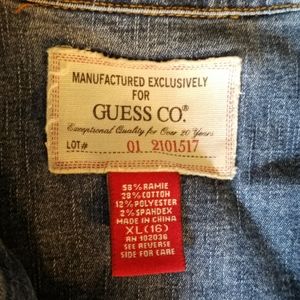 MANUFACTURED EXCLUSIVELY
FOR
GUESS CO.®
Exceptional Quality for Over 20 Years
LOT# 01 2101517
58% RAMIE
28% COTTON
12% POLYESTER
2% SPANDEX
MADE IN CHINA
XL(16)
RN 102036
SEE REVERSE
SIDE FOR CARE